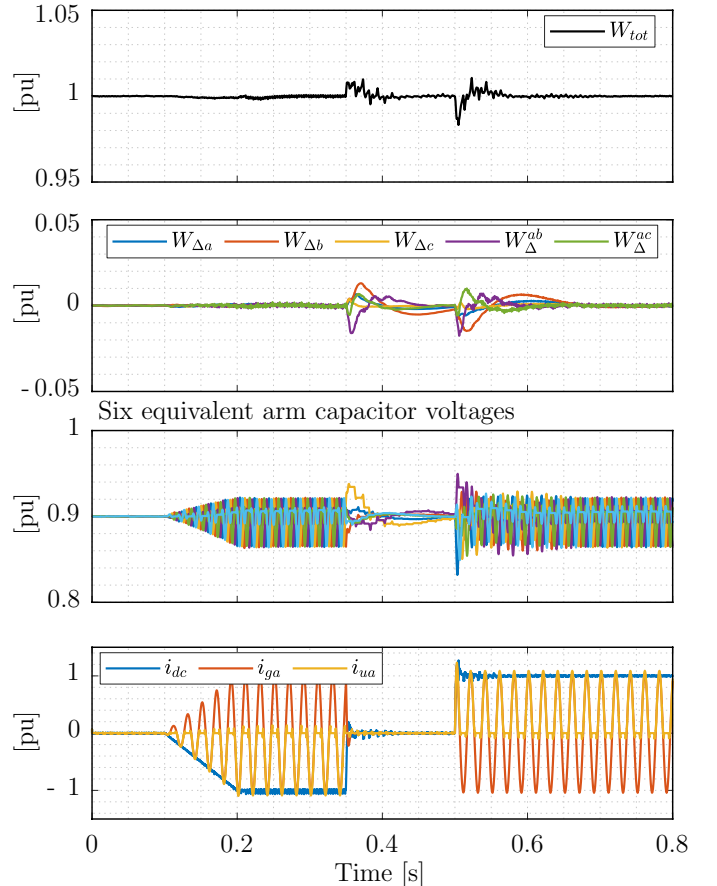 1.05
W_tot
[pu]
1
0.95
0.05
W_Δa W_Δb W_Δc W_Δ^ab W_Δ^ac
[pu]
0
-0.05
Six equivalent arm capacitor voltages
1
[pu]
0.9
0.8
i_dc i_ga i_ua
1
[pu]
0
-1
0 0.2 0.4 0.6 0.8
Time [s]